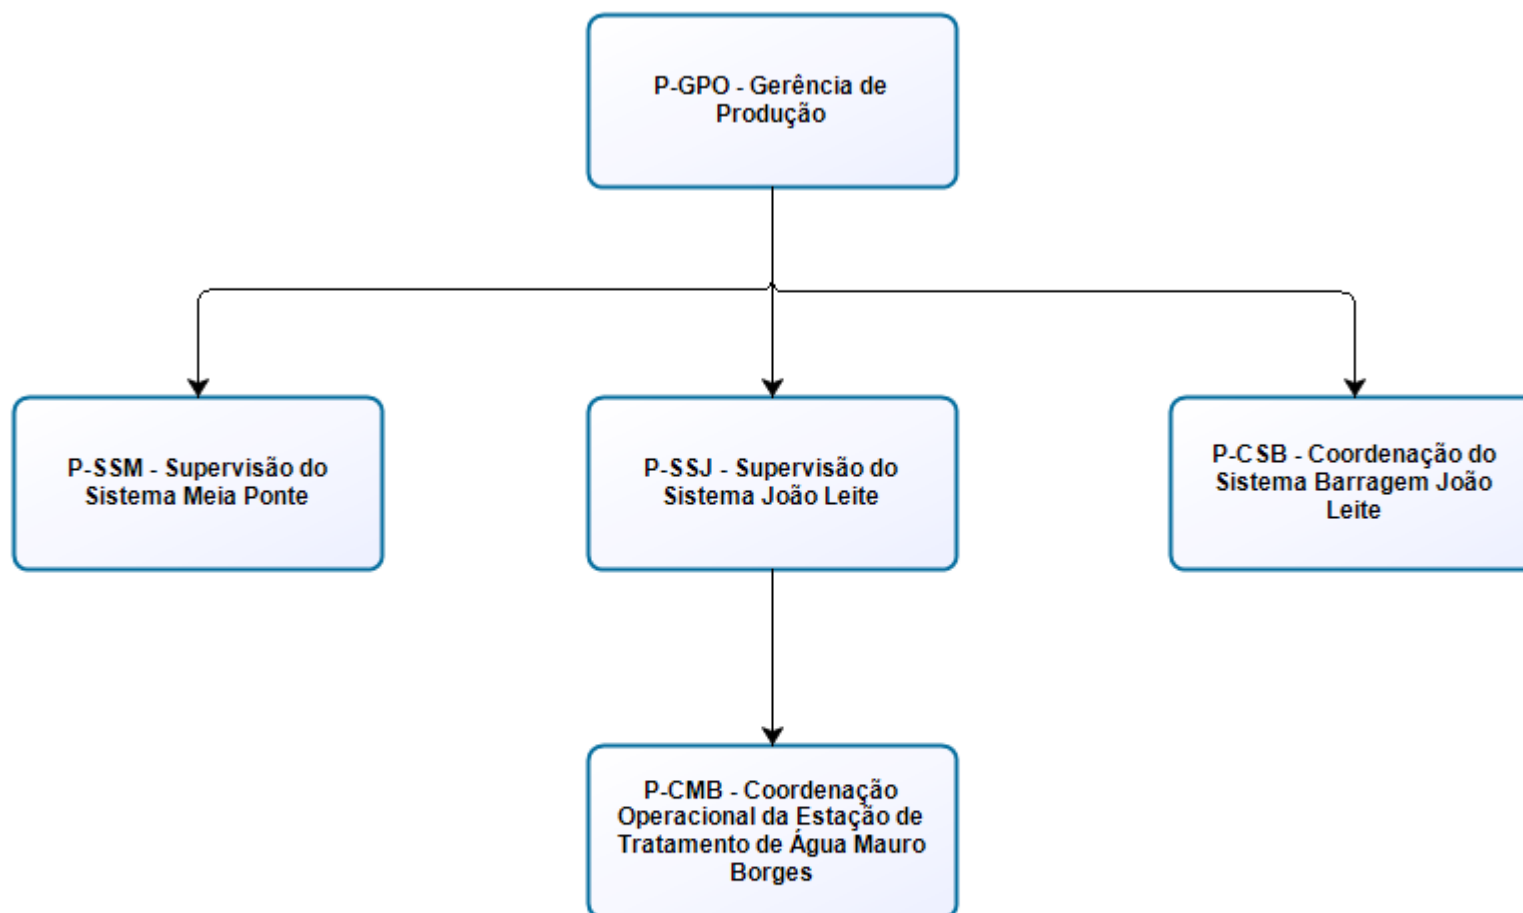 P-GPO - Gerência de
Produção
P-SSM - Supervisão do
Sistema Meia Ponte
P-SSJ - Supervisão do
Sistema João Leite
P-CSB - Coordenação do
Sistema Barragem João
Leite
P-CMB - Coordenação
Operacional da Estação de
Tratamento de Água Mauro
Borges